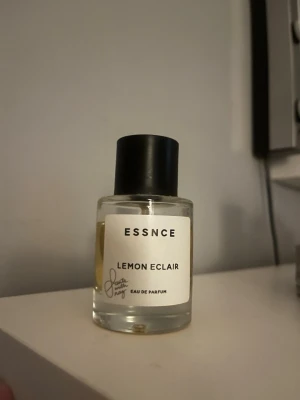 ESSNCE
LEMON ECLAIR
EAU DE PARFUM